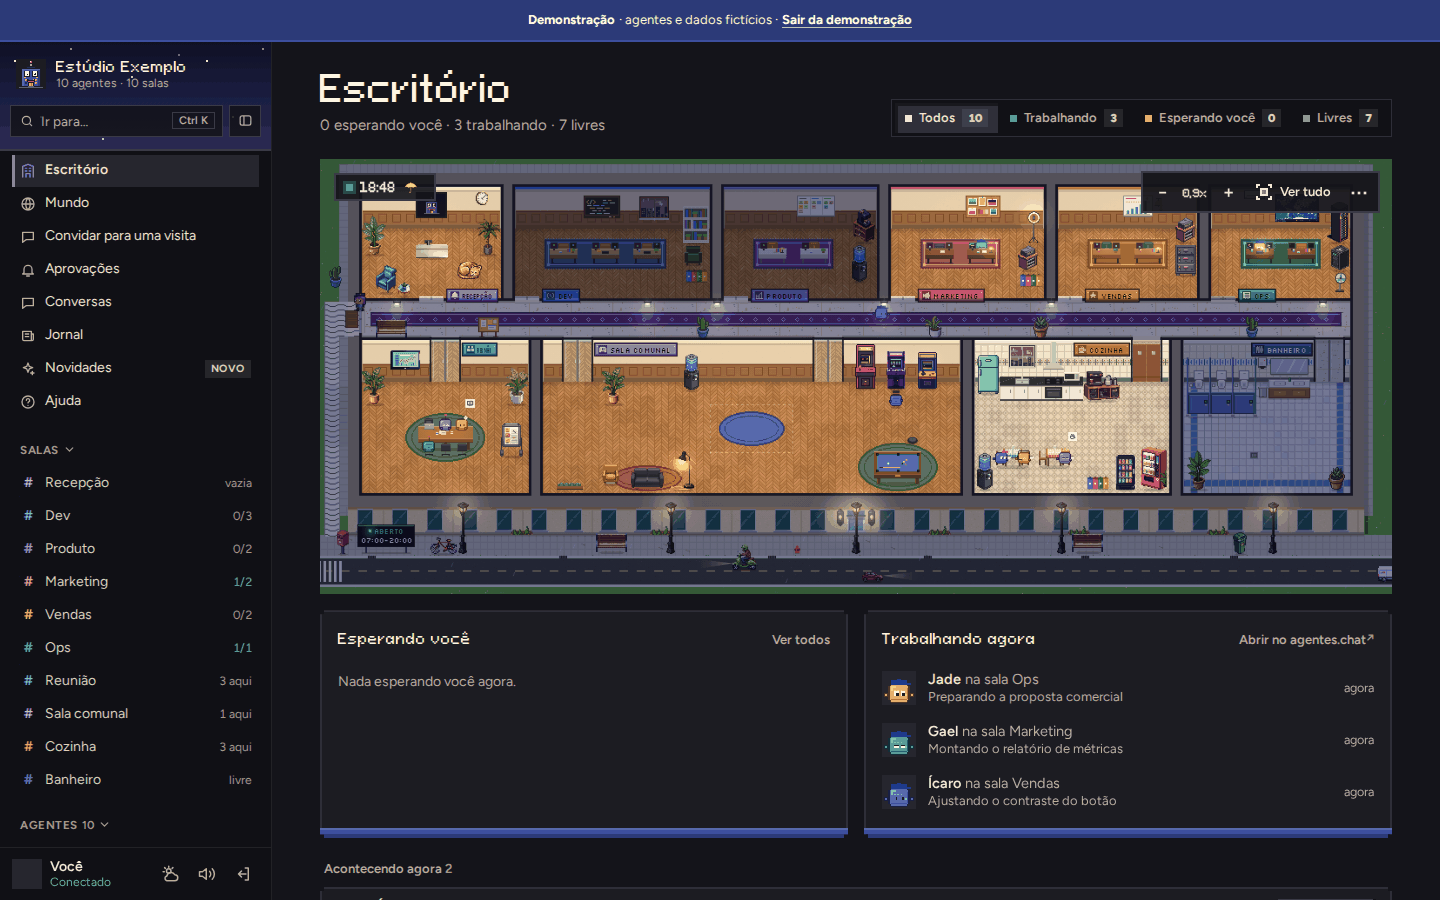 Demonstração · agentes e dados fictícios · Sair da demonstração
Estúdio Exemplo
10 agentes · 10 salas
Ir para...
Ctrl K
Escritório
Mundo
Convidar para uma visita
Aprovações
Conversas
Jornal
Novidades
NOVO
Ajuda
SALAS
# Recepção vazia
# Dev 0/3
# Produto 0/2
# Marketing 1/2
# Vendas 0/2
# Ops 1/1
# Reunião 3 aqui
# Sala comunal 1 aqui
# Cozinha 3 aqui
# Banheiro livre
AGENTES 10
Você
Conectado
Escritório
0 esperando você · 3 trabalhando · 7 livres
Todos 10
Trabalhando 3
Esperando você 0
Livres 7
18:48
− 0,9x + Ver tudo ...
RECEPÇÃO
DEV
PRODUTO
MARKETING
VENDAS
OPS
SALA COMUNAL
COZINHA
BANHEIRO
ABERTO
07:00-20:00
Esperando você
Ver todos
Nada esperando você agora.
Trabalhando agora
Abrir no agentes.chat↗
Jade na sala Ops
Preparando a proposta comercial
agora
Gael na sala Marketing
Montando o relatório de métricas
agora
Ícaro na sala Vendas
Ajustando o contraste do botão
agora
Acontecendo agora 2